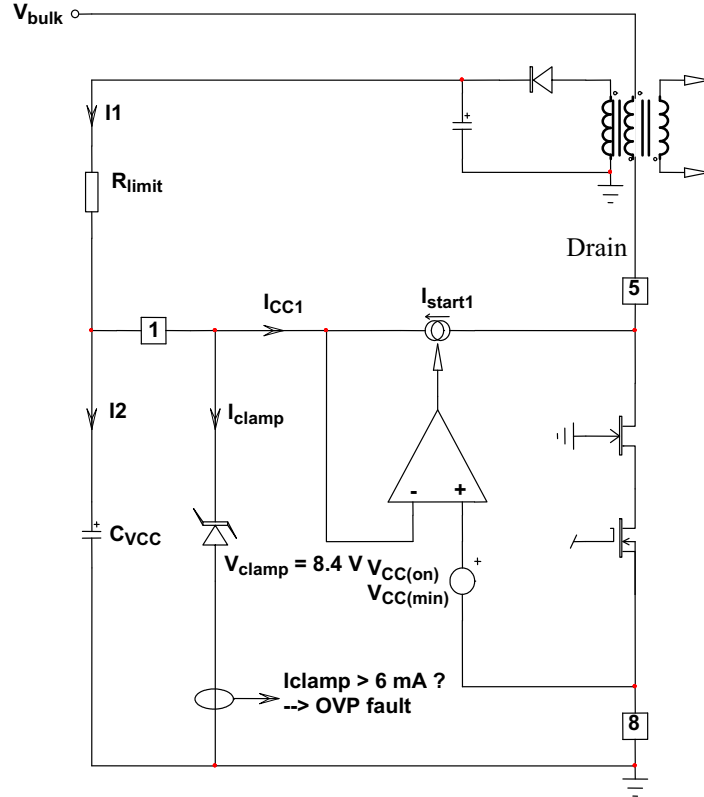 Vbulk
I1
Rlimit
Drain
5
ICC1
Istart1
1
I2
Iclamp
- +
CVCC
Vclamp = 8.4 V VCC(on)
VCC(min)
Iclamp > 6 mA ?
--> OVP fault
8